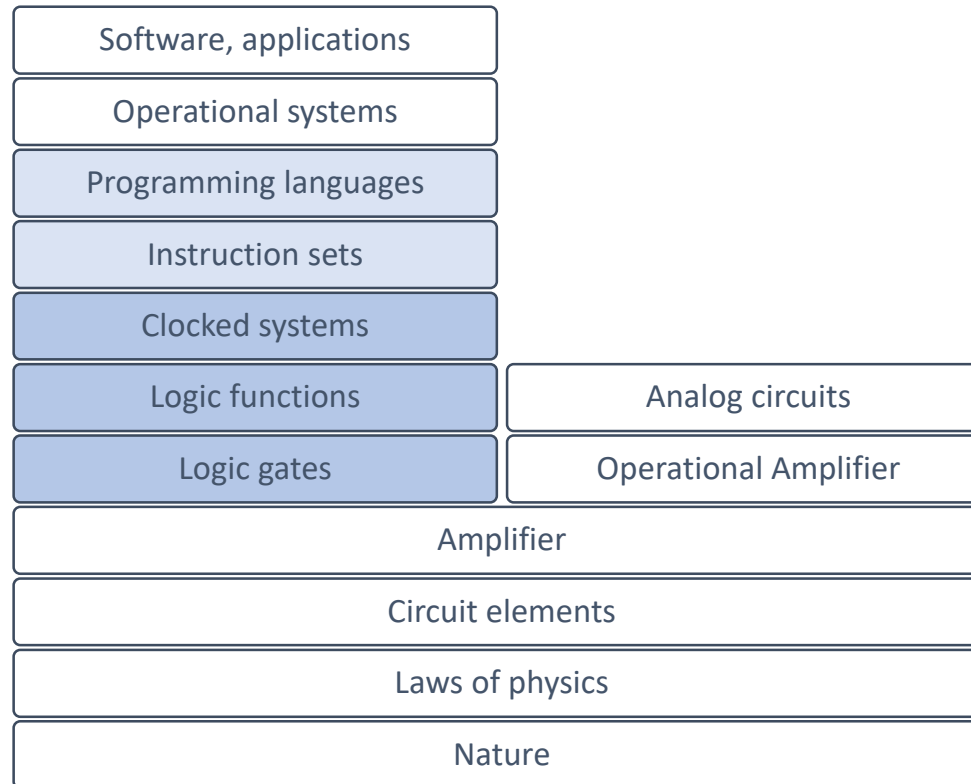 Software, applications
Operational systems
Programming languages
Instruction sets
Clocked systems
Logic functions
Analog circuits
Logic gates
Operational Amplifier
Amplifier
Circuit elements
Laws of physics
Nature